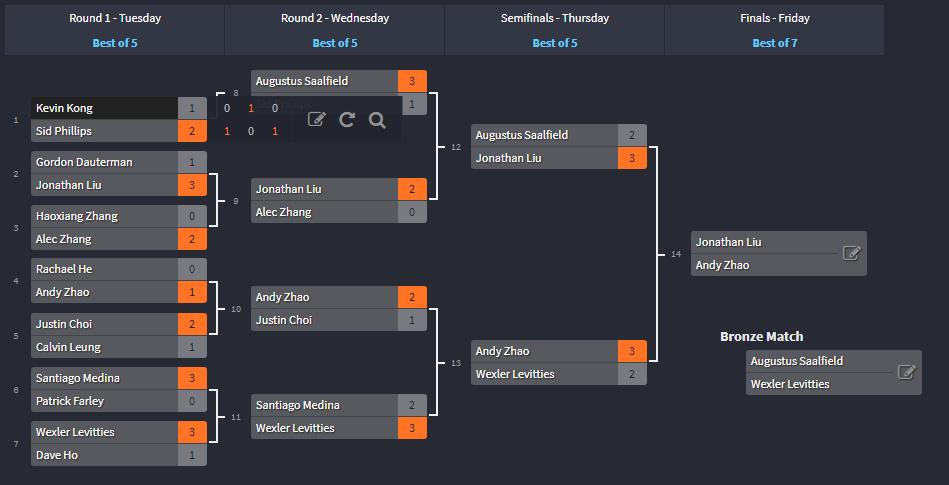 Round 1 - Tuesday
Best of 5
Round 2 - Wednesday
Best of 5
Semifinals - Thursday
Best of 5
Finals - Friday
Best of 7
1
Kevin Kong 1
Sid Phillips 2
0 1 0
1 0 1
2
Gordon Dauterman 1
Jonathan Liu 3
3
Haoxiang Zhang 0
Alec Zhang 2
4
Rachael He 0
Andy Zhao 1
5
Justin Choi 2
Calvin Leung 1
6
Santiago Medina 3
Patrick Farley 0
7
Wexler Levitties 3
Dave Ho 1
8
Augustus Saalfield 3
1
9
Jonathan Liu 2
Alec Zhang 0
10
Andy Zhao 2
Justin Choi 1
11
Santiago Medina 2
Wexler Levitties 3
12
Augustus Saalfield 2
Jonathan Liu 3
13
Andy Zhao 3
Wexler Levitties 2
14
Jonathan Liu
Andy Zhao
Bronze Match
Augustus Saalfield
Wexler Levitties